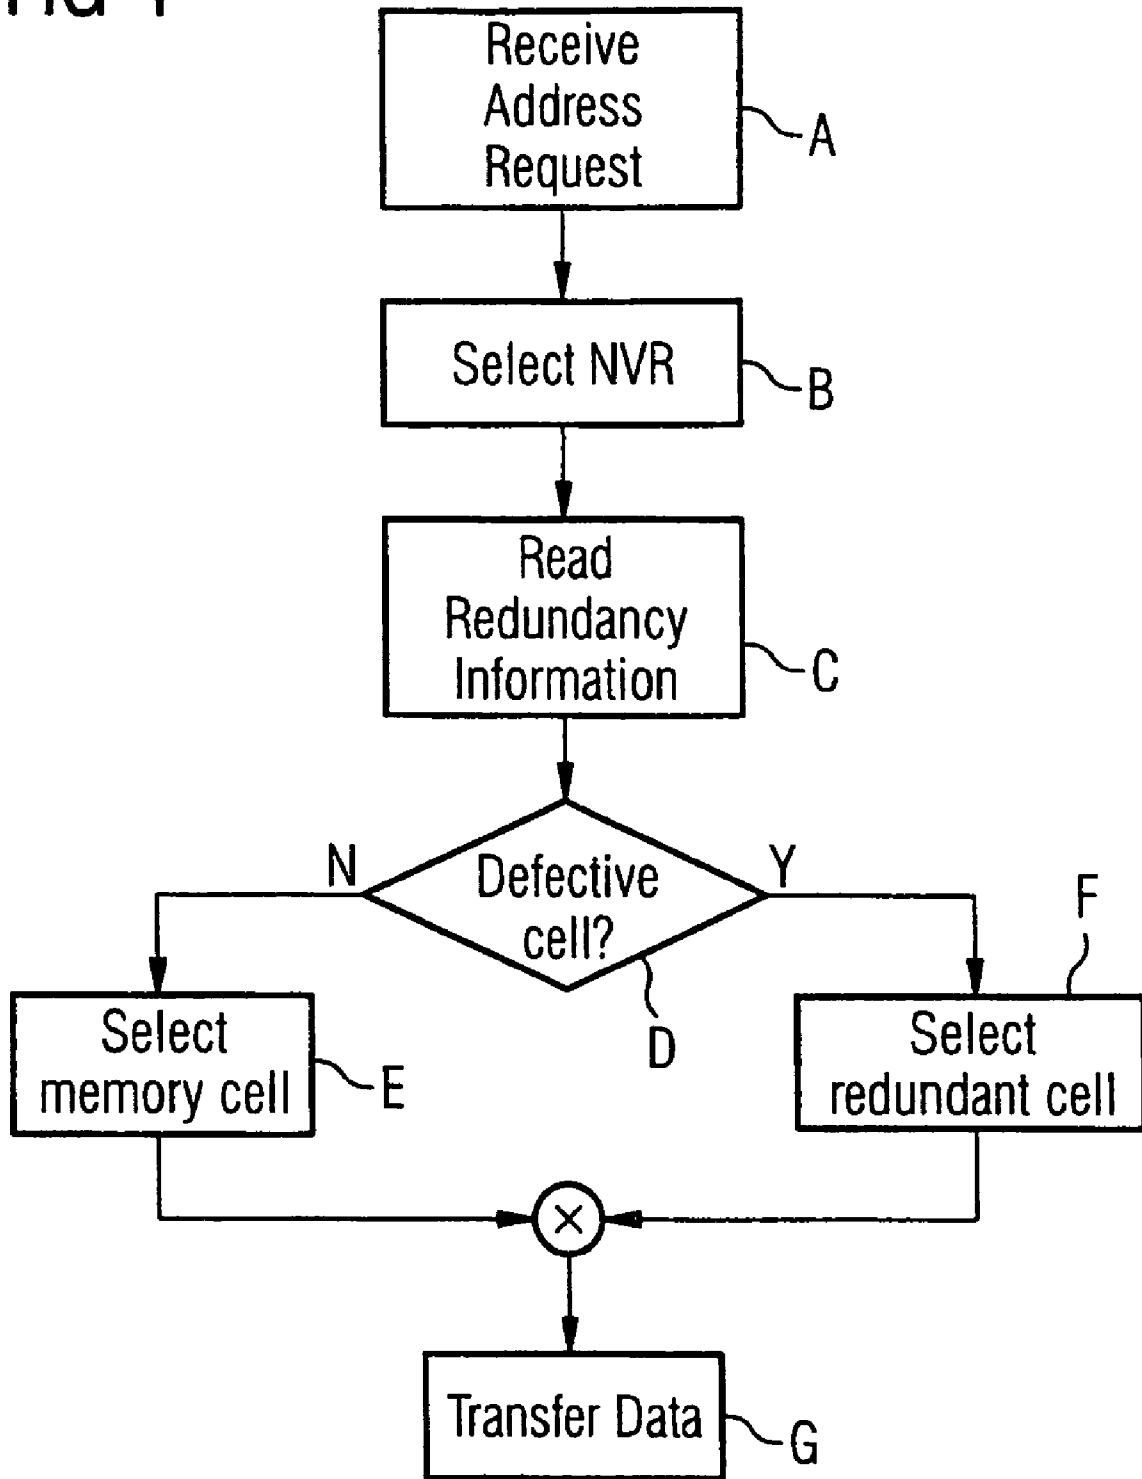 Receive
Address
Request
A
Select NVR
B
Read
Redundancy
Information
C
N
Defective
cell?
Y
D
F
Select
memory cell
E
Select
redundant cell
Transfer Data
G